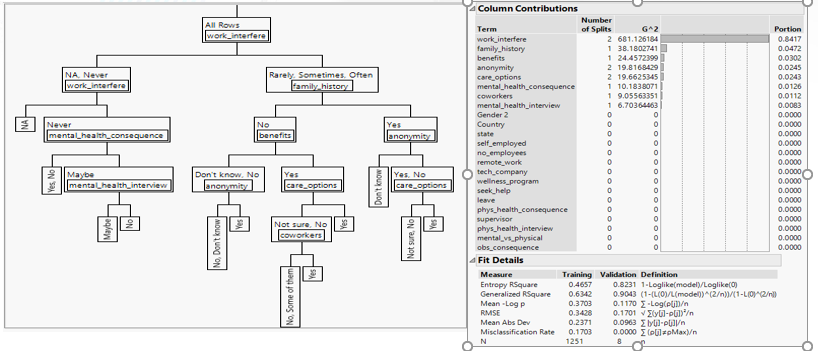 All Rows
work_interfere
NA, Never
work_interfere
Rarely, Sometimes, Often
family_history
NA
Never
mental_health_consequence
No
benefits
Yes
anonymity
Yes, No
Maybe
mental_health_interview
Don't know, No
anonymity
Yes
care_options
Don't know
Yes, No
care_options
Maybe
No
No, Don't know
Yes
Not sure, No
coworkers
Yes
Not sure, No
Yes
No, Some of them
Yes
Column Contributions
Number
Term of Splits G^2 Portion
work_interfere 2 681.126184 0.8417
family_history 1 38.1802741 0.0472
benefits 1 24.4572399 0.0302
anonymity 2 19.8168429 0.0245
care_options 2 19.6625345 0.0243
mental_health_consequence 1 10.1838071 0.0126
coworkers 1 9.05563351 0.0112
mental_health_interview 1 6.70364463 0.0083
Gender 2 0 0 0.0000
Country 0 0 0.0000
state 0 0 0.0000
self_employed 0 0 0.0000
no_employees 0 0 0.0000
remote_work 0 0 0.0000
tech_company 0 0 0.0000
wellness_program 0 0 0.0000
seek_help 0 0 0.0000
leave 0 0 0.0000
phys_health_consequence 0 0 0.0000
supervisor 0 0 0.0000
phys_health_interview 0 0 0.0000
mental_vs_physical 0 0 0.0000
obs_consequence 0 0 0.0000
Fit Details
Measure Training Validation Definition
Entropy RSquare 0.4657 0.8231 1-Loglike(model)/Loglike(0)
Generalized RSquare 0.6342 0.9043 (1-(L(0)/L(model))^(2/n))/(1-L(0)^(2/n))
Mean -Log p 0.3703 0.1170 ∑ -Log(ρ[j])/n
RMSE 0.3428 0.1701 √ ∑(y[j]-ρ[j])²/n
Mean Abs Dev 0.2371 0.0963 ∑ |y[j]-ρ[j]|/n
Misclassification Rate 0.1703 0.0000 ∑ (ρ[j]≠ρMax)/n
N 1251 8 n